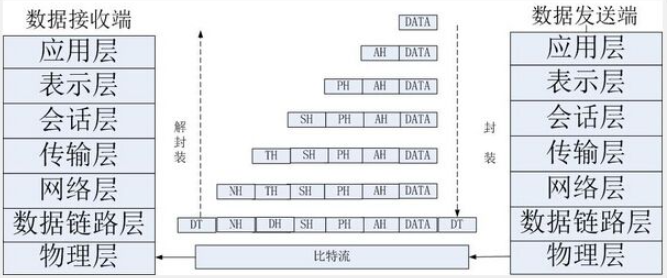 数据接收端
应用层
表示层
会话层
传输层
网络层
数据链路层
物理层
解封装
DATA
AH DATA
PH AH DATA
SH PH AH DATA
TH SH PH AH DATA
NH TH SH PH AH DATA
DT NH DH SH PH AH DATA DT
比特流
封装
数据发送端
应用层
表示层
会话层
传输层
网络层
数据链路层
物理层